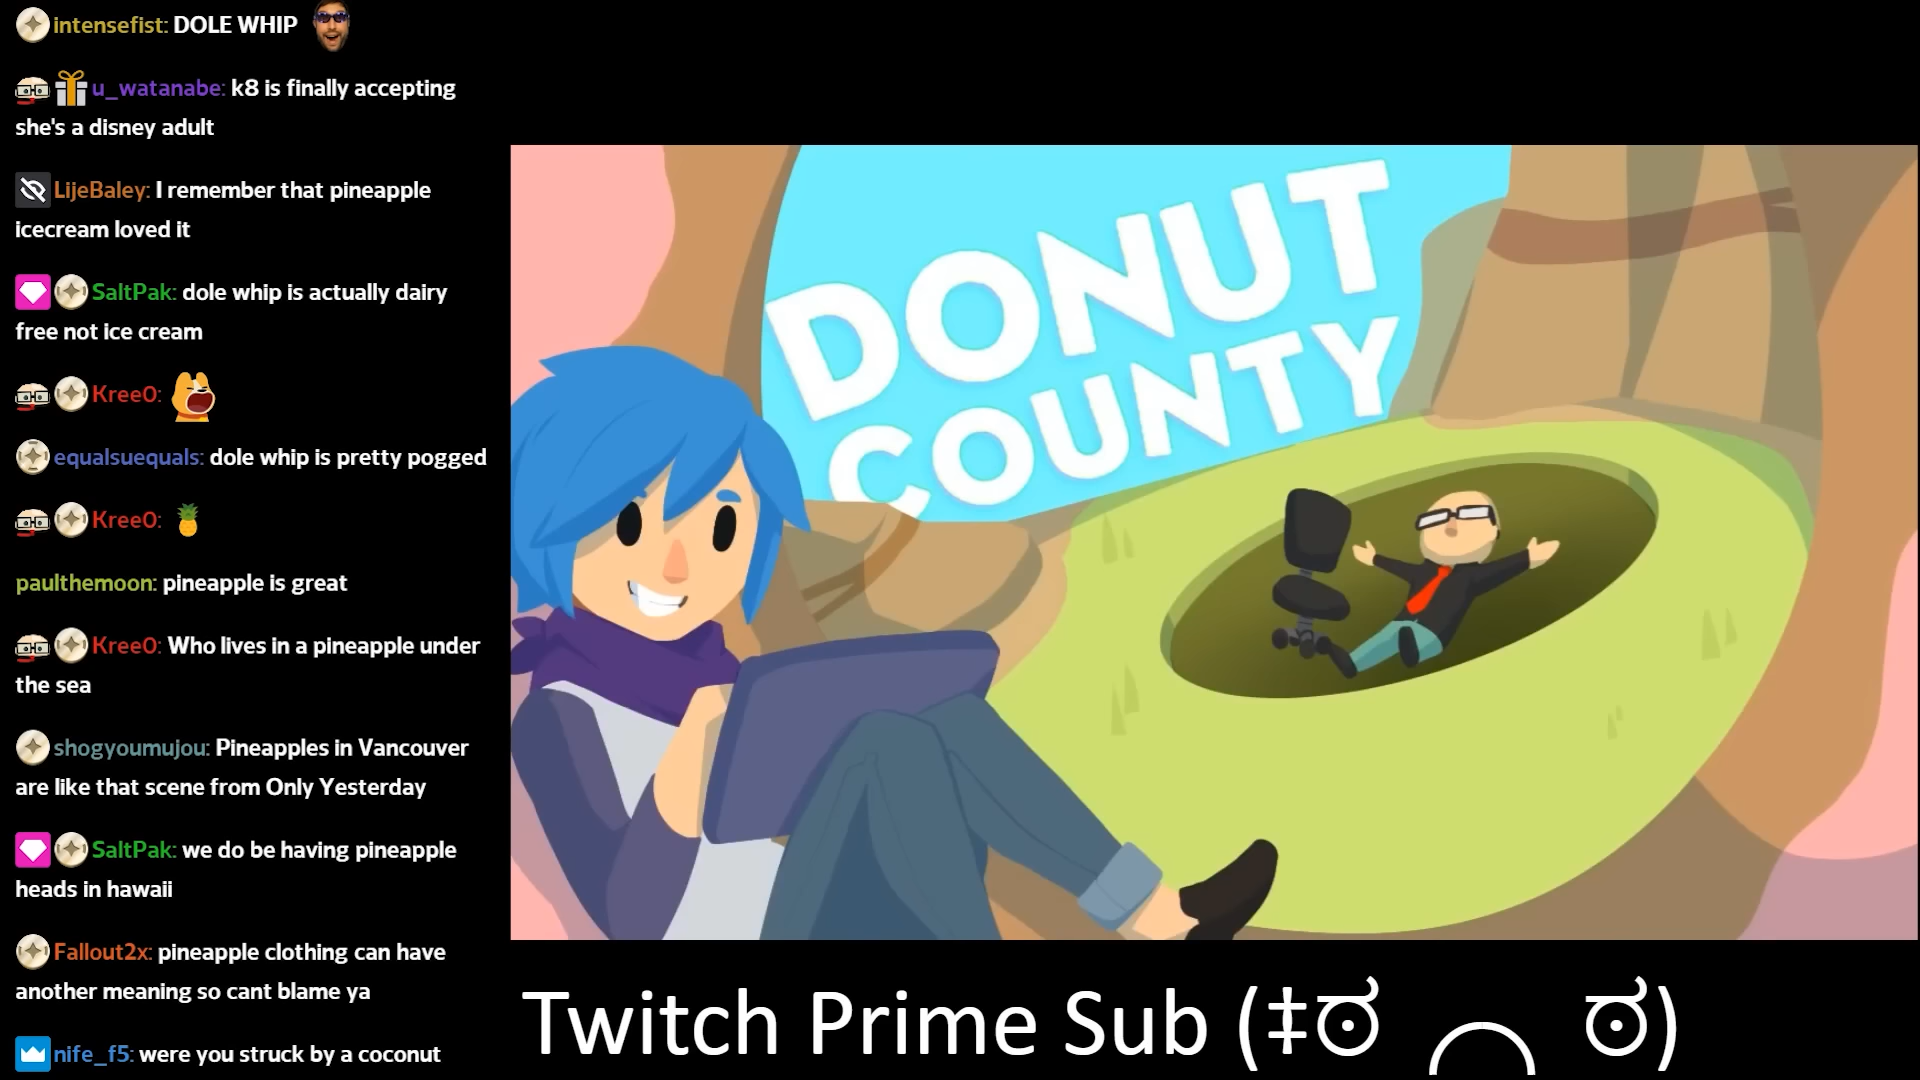 intensefist: DOLE WHIP
u_watanabe: k8 is finally accepting
she's a disney adult
LijeBaley: I remember that pineapple
icecream loved it
SaltPak: dole whip is actually dairy
free not ice cream
KreeO:
equalsuequals: dole whip is pretty pogged
KreeO:
paulthemoon: pineapple is great
KreeO: Who lives in a pineapple under
the sea
shogyoumujou: Pineapples in Vancouver
are like that scene from Only Yesterday
SaltPak: we do be having pineapple
heads in hawaii
Fallout2x: pineapple clothing can have
another meaning so cant blame ya
nife_f5: were you struck by a coconut
DONUT
COUNTY
Twitch Prime Sub (‡ಠ ⁔ ಠ)